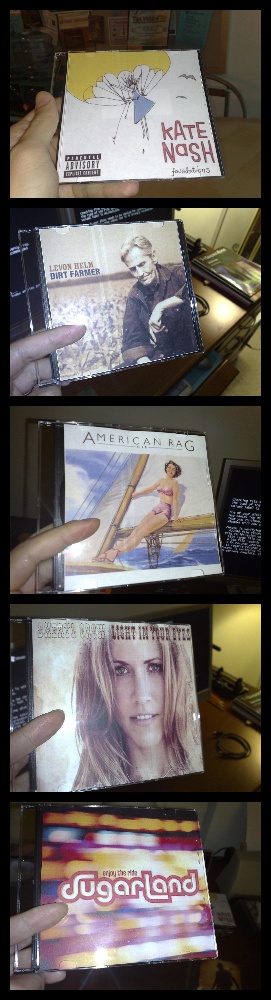 KATE
NASH
foundations
PARENTAL
ADVISORY
EXPLICIT CONTENT
LEVON HELM
DIRT FARMER
AMERICAN RAG
SHERYL CROW LIGHT IN YOUR EYES
enjoy the ride
sugarland